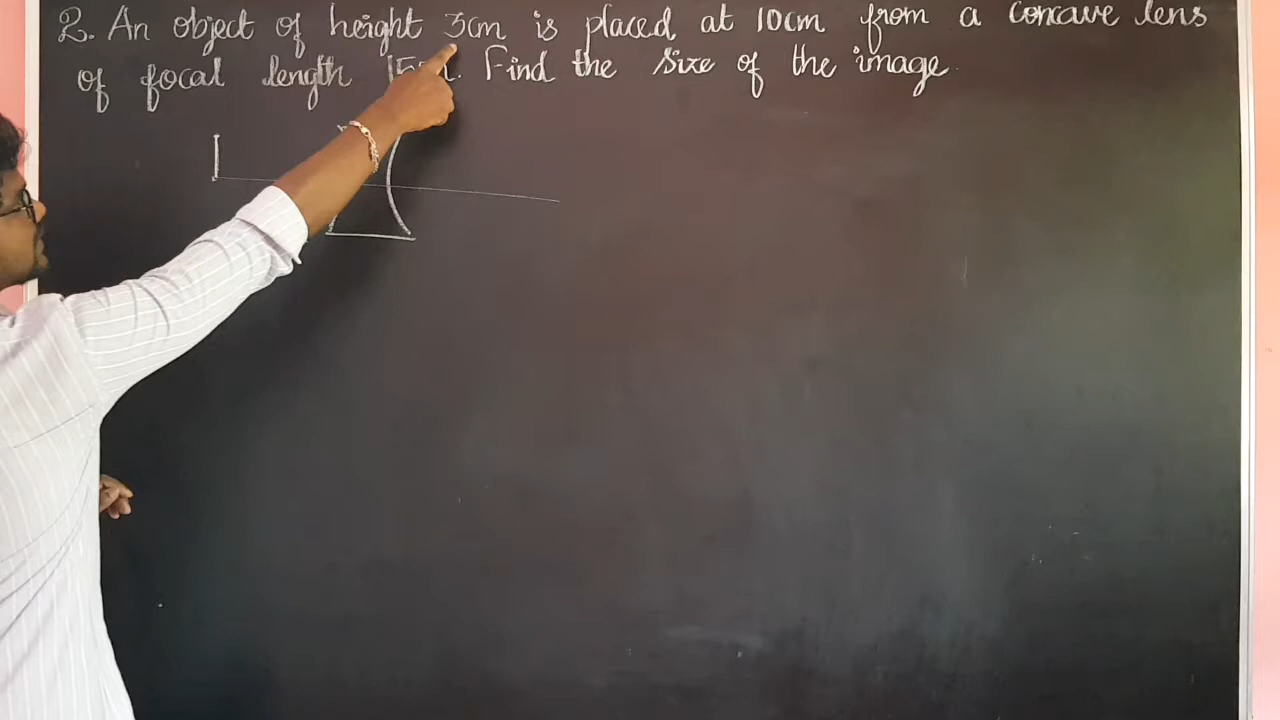 2. An object of height 3cm is placed at 10cm from a concave lens
of focal length 15cm. Find the size of the image.